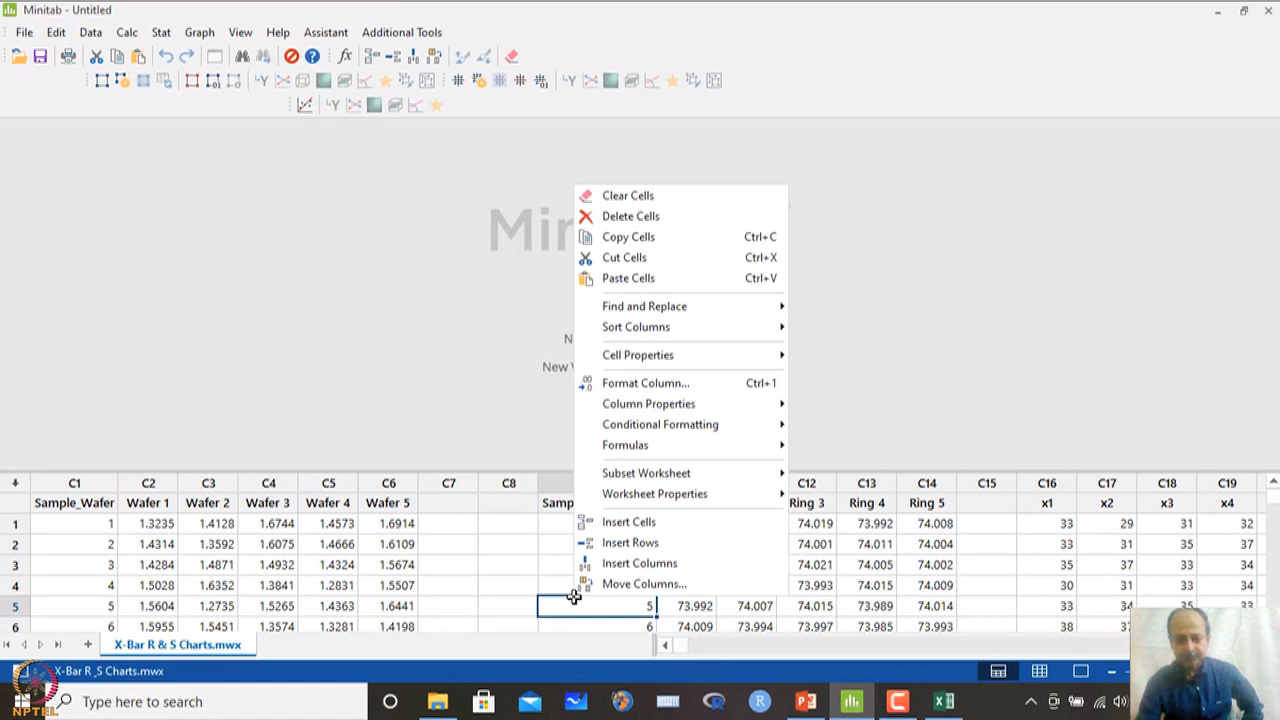 Minitab - Untitled
File Edit Data Calc Stat Graph View Help Assistant Additional Tools
Clear Cells
Delete Cells
Copy Cells Ctrl+C
Cut Cells Ctrl+X
Paste Cells Ctrl+V
Find and Replace
Sort Columns
Cell Properties
Format Column... Ctrl+1
Column Properties
Conditional Formatting
Formulas
Subset Worksheet
Worksheet Properties
Insert Cells
Insert Rows
Insert Columns
Move Columns...
New
C1 C2 C3 C4 C5 C6 C7 C8 C12 C13 C14 C15 C16 C17 C18 C19
Sample_Wafer Wafer 1 Wafer 2 Wafer 3 Wafer 4 Wafer 5 Samp Ring 3 Ring 4 Ring 5 x1 x2 x3 x4
1 1 1.3235 1.4128 1.6744 1.4573 1.6914 74.019 73.992 74.008 33 29 31 32
2 2 1.4314 1.3592 1.6075 1.4666 1.6109 74.001 74.011 74.004 33 31 35 37
3 3 1.4284 1.4871 1.4932 1.4324 1.5674 74.021 74.005 74.002 35 37 33 34
4 4 1.5028 1.6352 1.3841 1.2831 1.5507 73.993 74.015 74.009 30 31 33 34
5 5 1.5604 1.2735 1.5265 1.4363 1.6441 5 73.992 74.007 74.015 73.989 74.014 33 34 35 33
6 6 1.5955 1.5451 1.3574 1.3281 1.4198 6 74.009 73.994 73.997 73.985 73.993 38 37
X-Bar R & S Charts.mwx
X-Bar R _S Charts.mwx
Type here to search
NPTEL